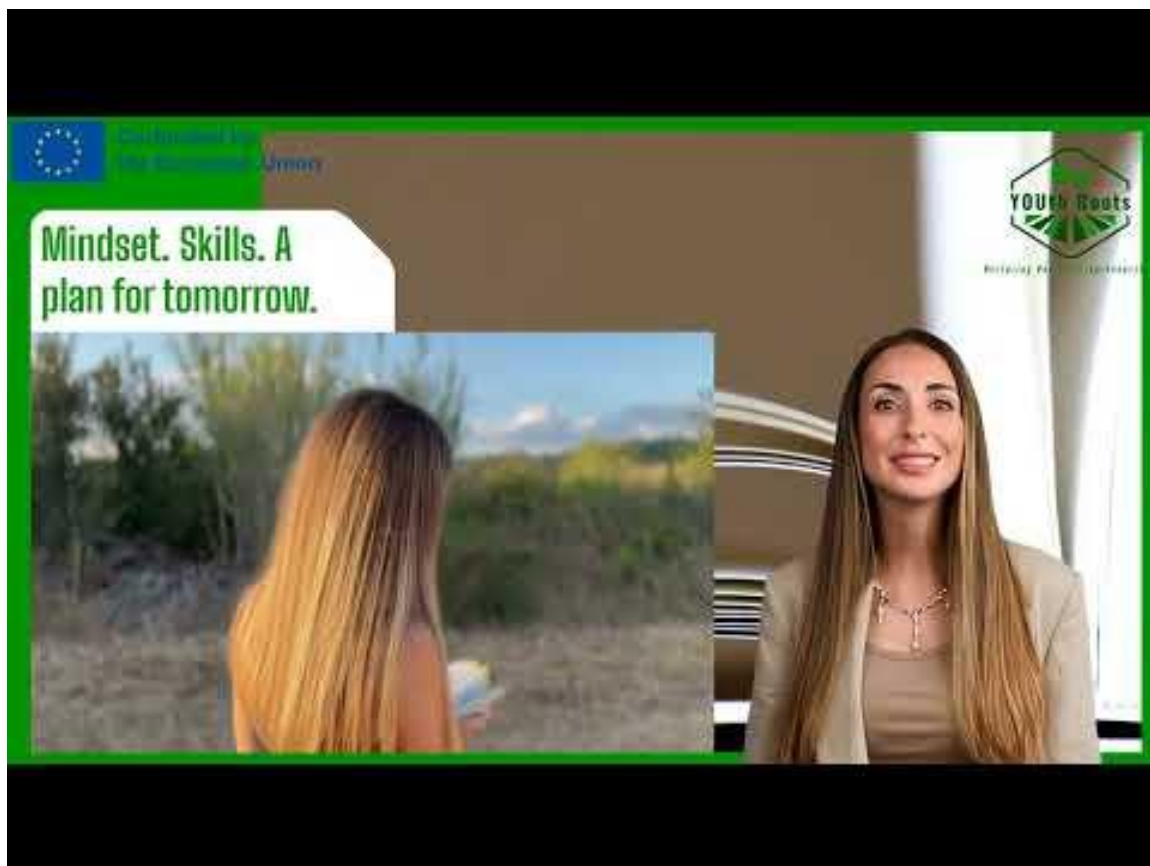 Co-funded by
the European Union
Mindset. Skills. A
plan for tomorrow.
YOUth Roots